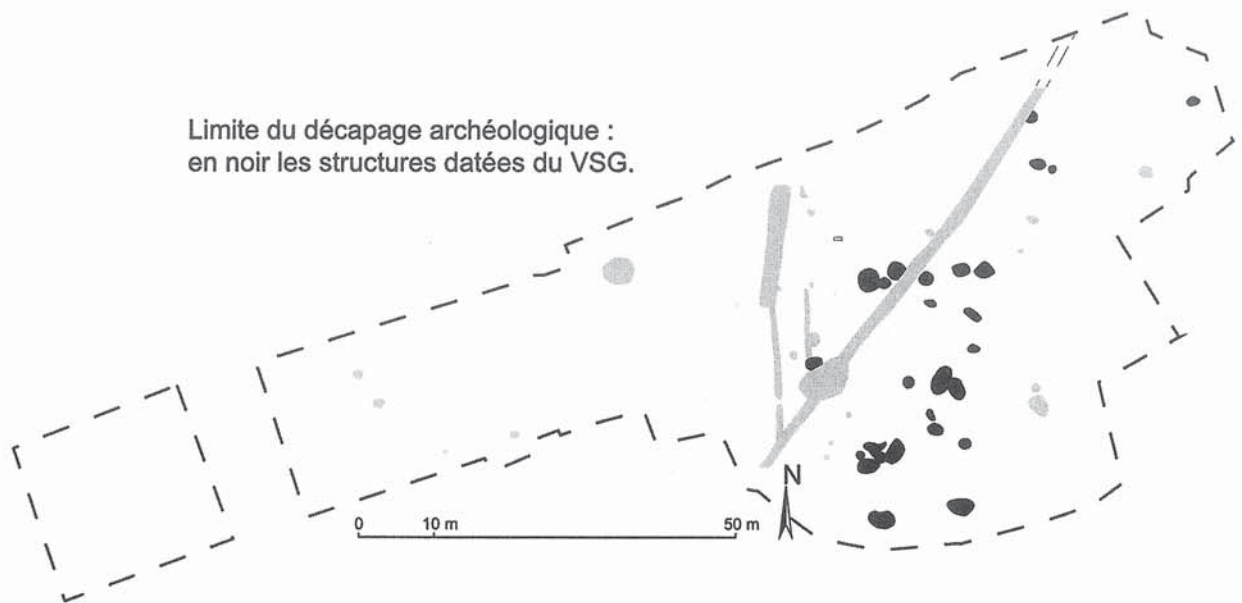 Limite du décapage archéologique :
en noir les structures datées du VSG.
N
0 10 m 50 m